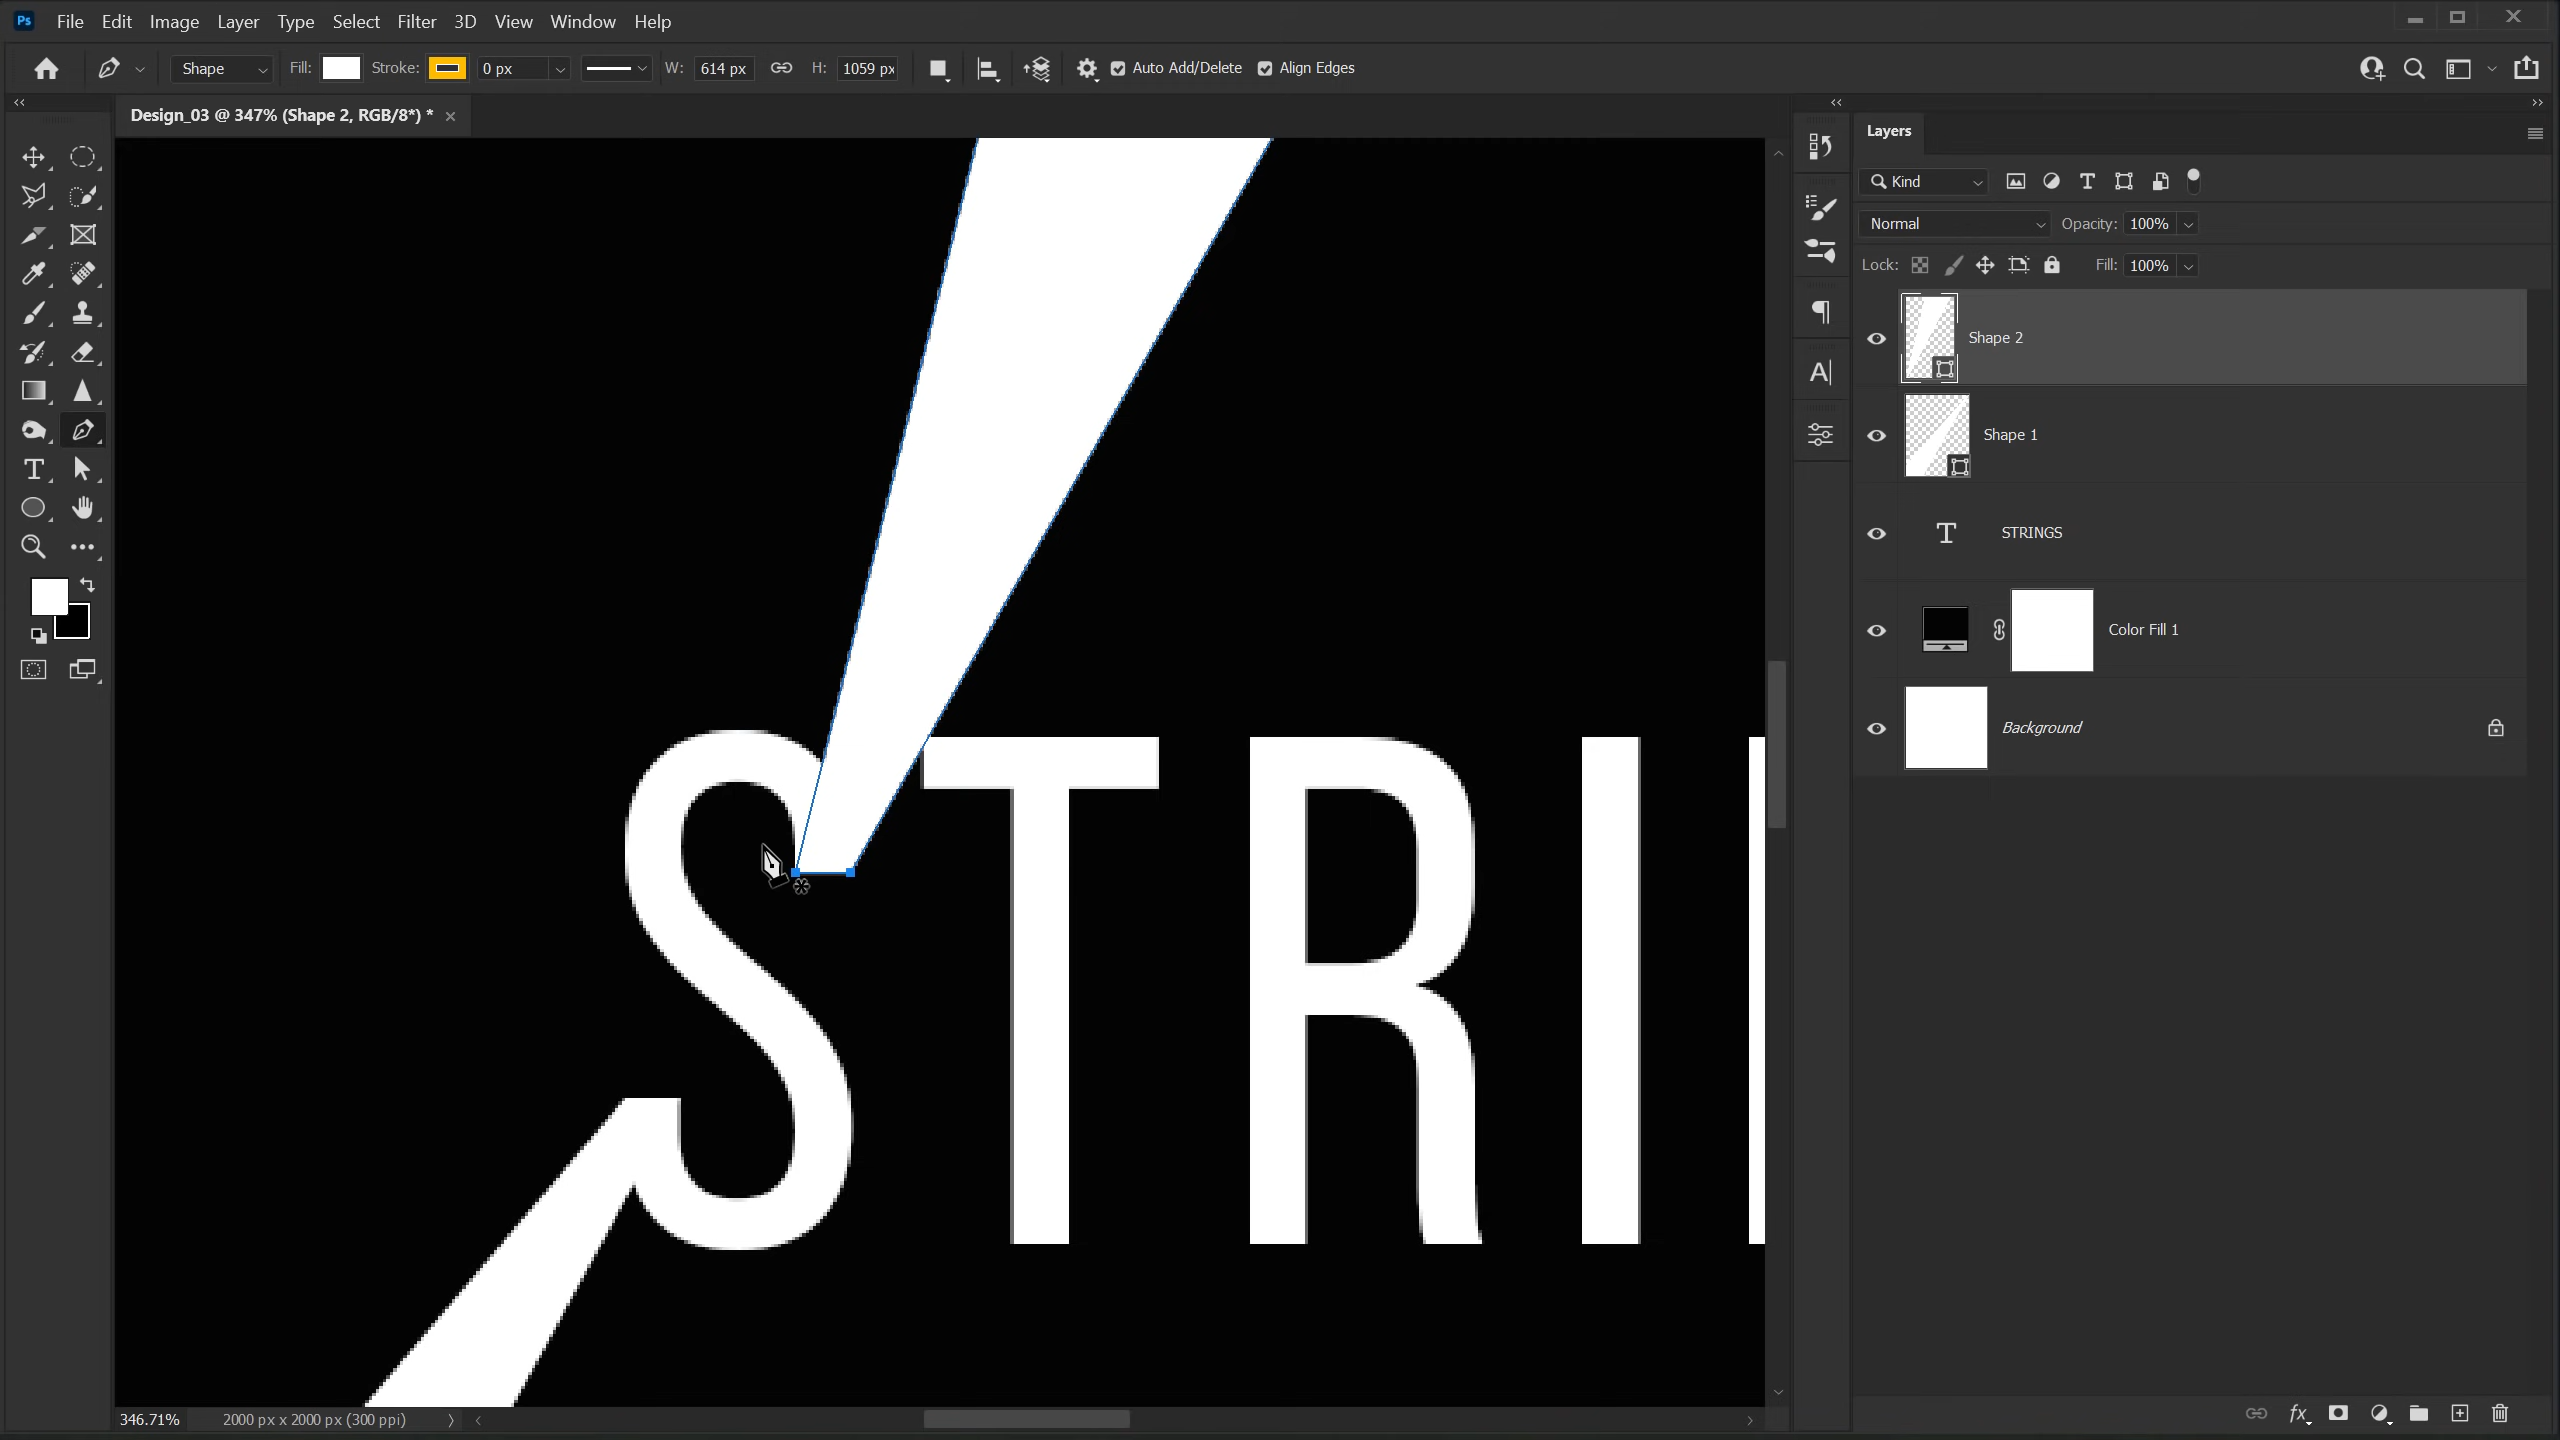 Ps File Edit Image Layer Type Select Filter 3D View Window Help
Shape Fill: Stroke: 0 px W: 614 px H: 1059 px Auto Add/Delete Align Edges
Design_03 @ 347% (Shape 2, RGB/8*) *
Layers
Kind
Normal Opacity: 100%
Lock: Fill: 100%
Shape 2
Shape 1
STRINGS
Color Fill 1
Background
STRI
346.71% 2000 px x 2000 px (300 ppi)